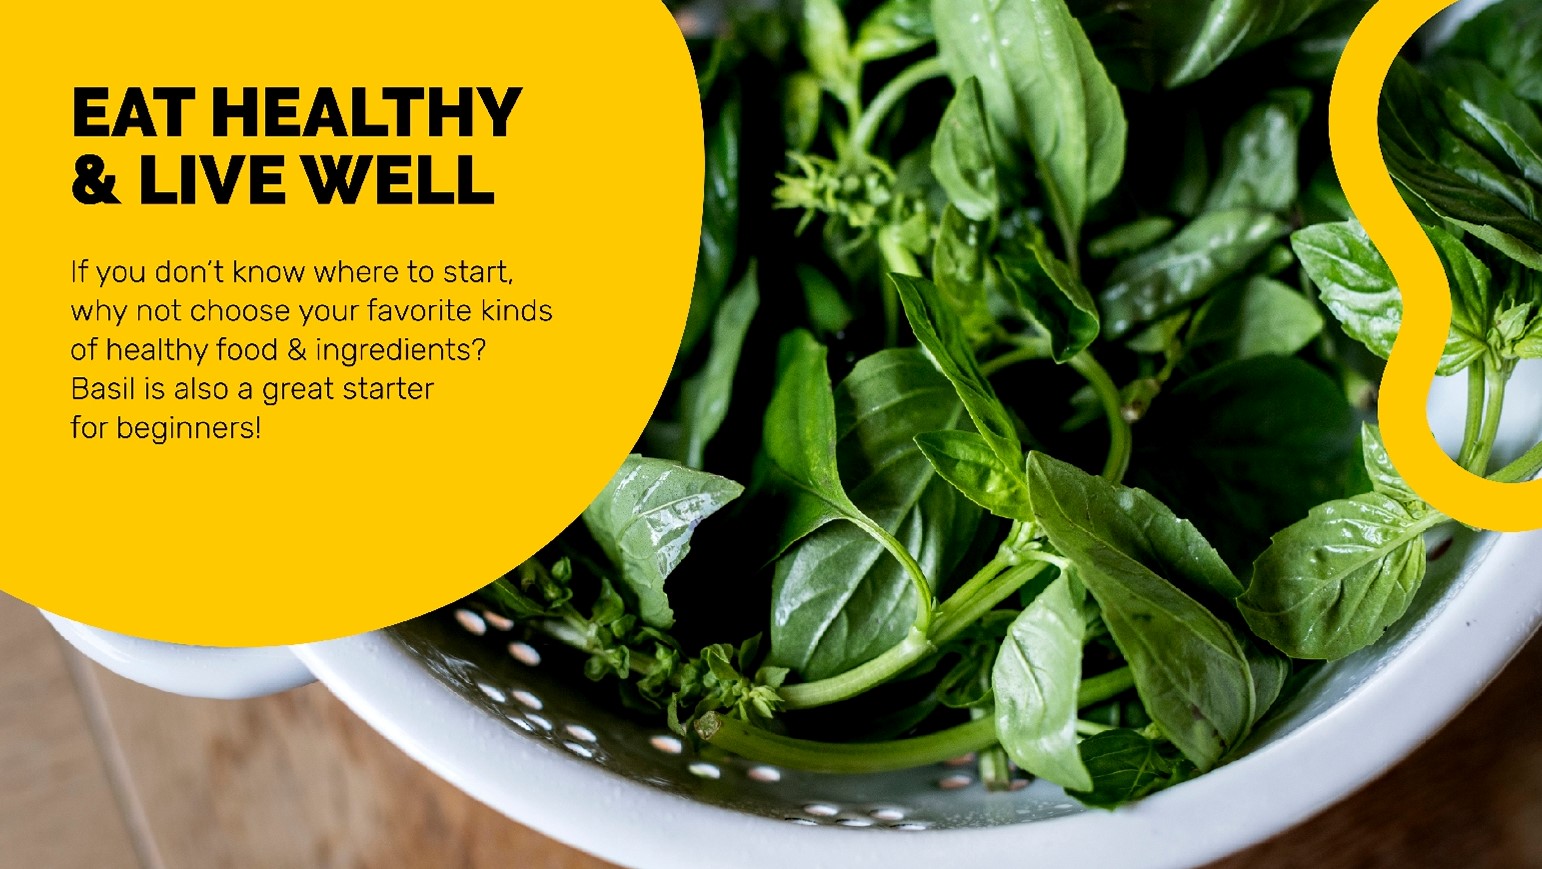 EAT HEALTHY
& LIVE WELL
If you don’t know where to start,
why not choose your favorite kinds
of healthy food & ingredients?
Basil is also a great starter
for beginners!